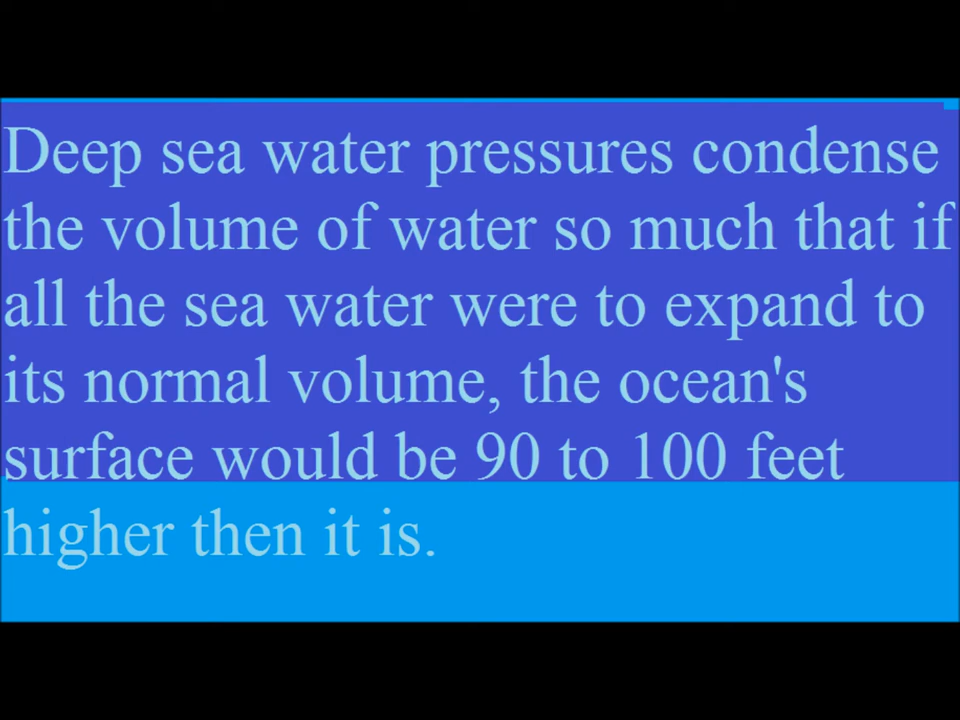 Deep sea water pressures condense
the volume of water so much that if
all the sea water were to expand to
its normal volume, the ocean's
surface would be 90 to 100 feet
higher then it is.